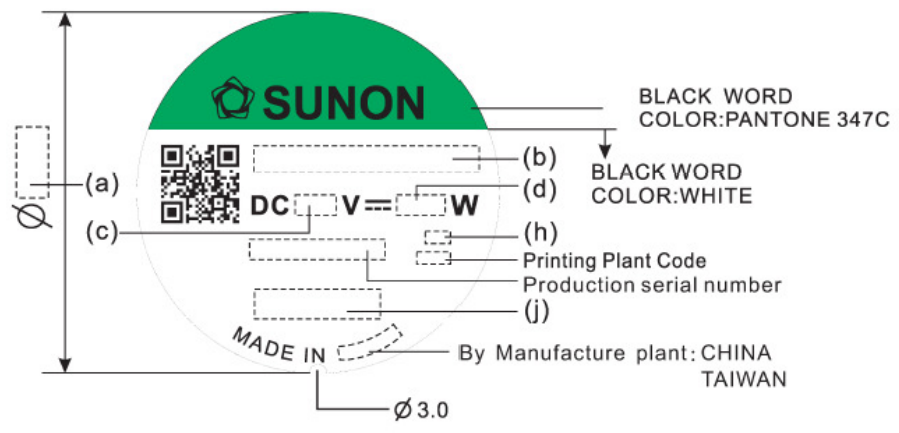 SUNON
BLACK WORD
COLOR:PANTONE 347C
(b)
BLACK WORD
COLOR:WHITE
(a)
Ø
DC V W
(d)
(c)
(h)
Printing Plant Code
Production serial number
(j)
MADE IN
By Manufacture plant: CHINA
TAIWAN
Ø 3.0